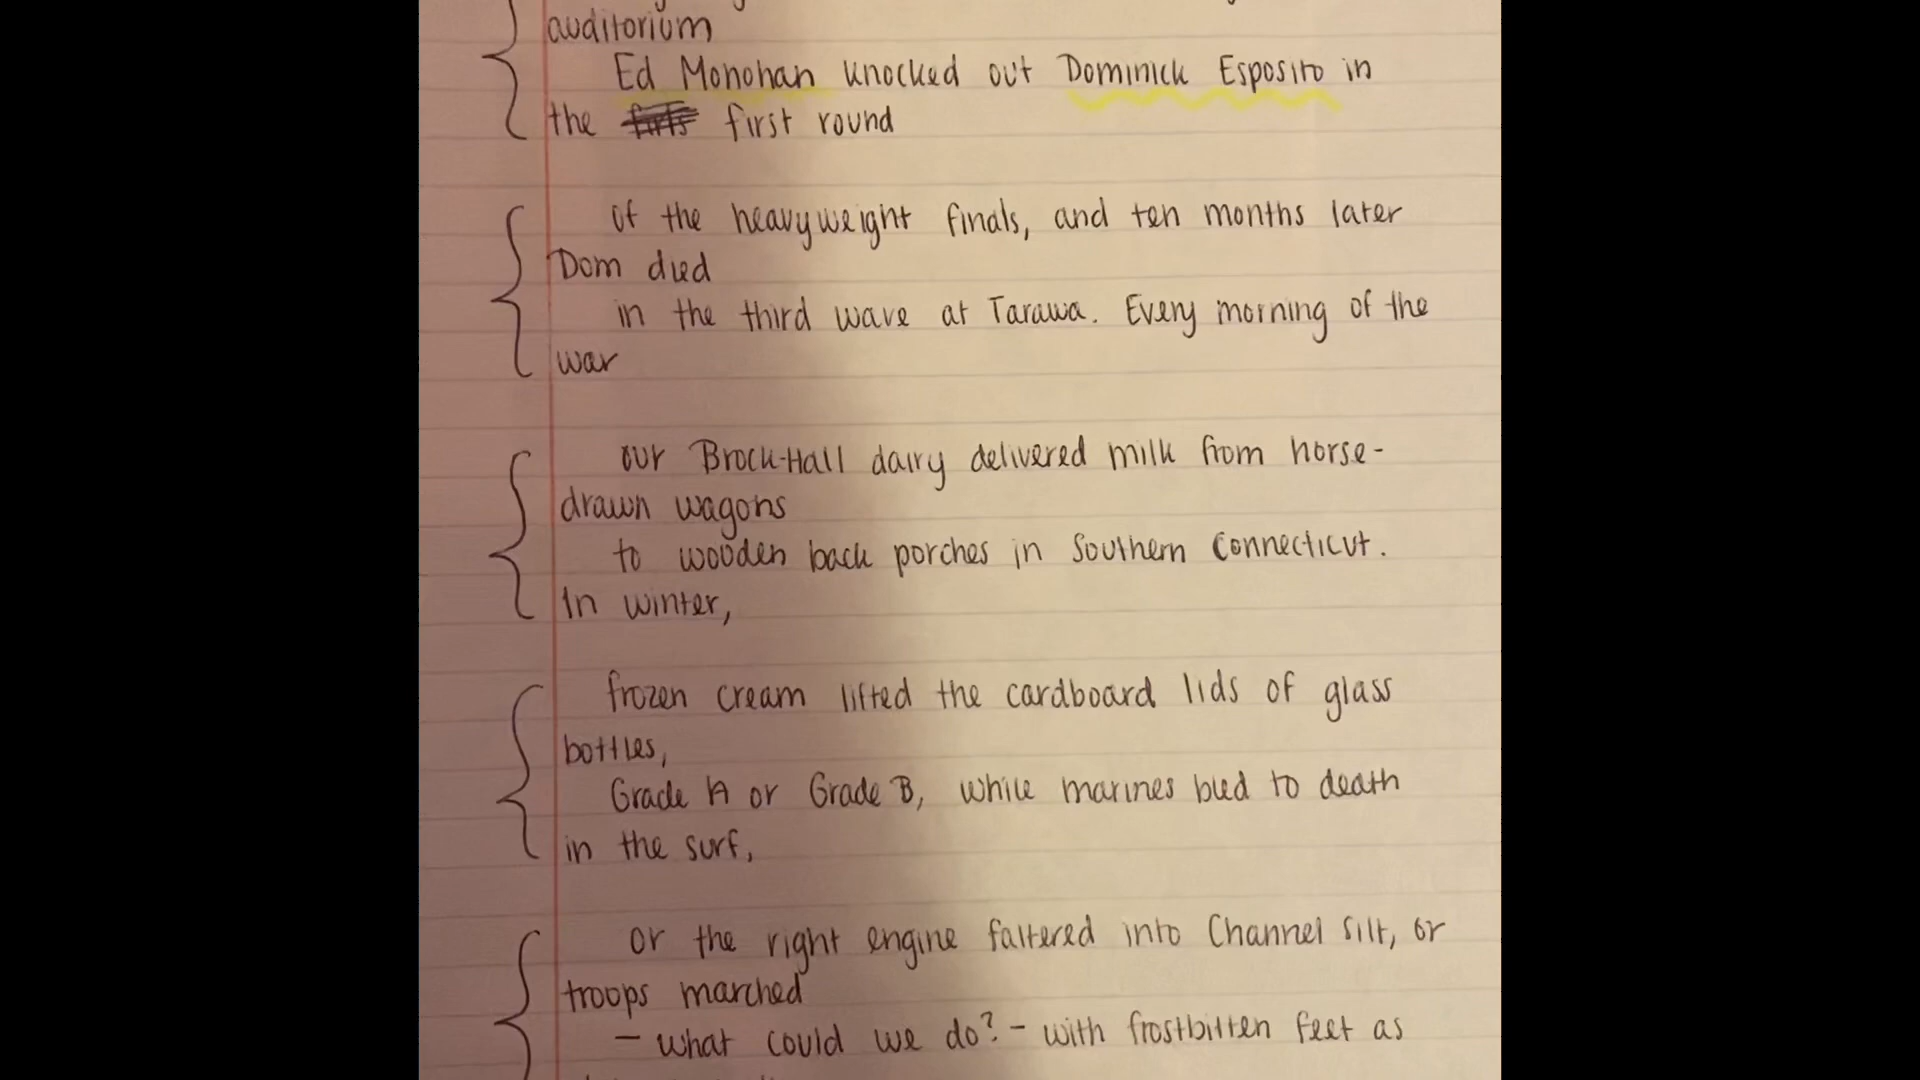 auditorium
Ed Monohan knocked out Dominick Esposito in
the first round
of the heavyweight finals, and ten months later
Dom died
in the third wave at Tarawa. Every morning of the
war
our Brock-Hall dairy delivered milk from horse-
drawn wagons
to wooden back porches in Southern Connecticut.
In winter,
frozen cream lifted the cardboard lids of glass
bottles,
Grade A or Grade B, while marines bled to death
in the surf,
or the right engine faltered into Channel silt, or
troops marched
- what could we do? - with frostbitten feet as